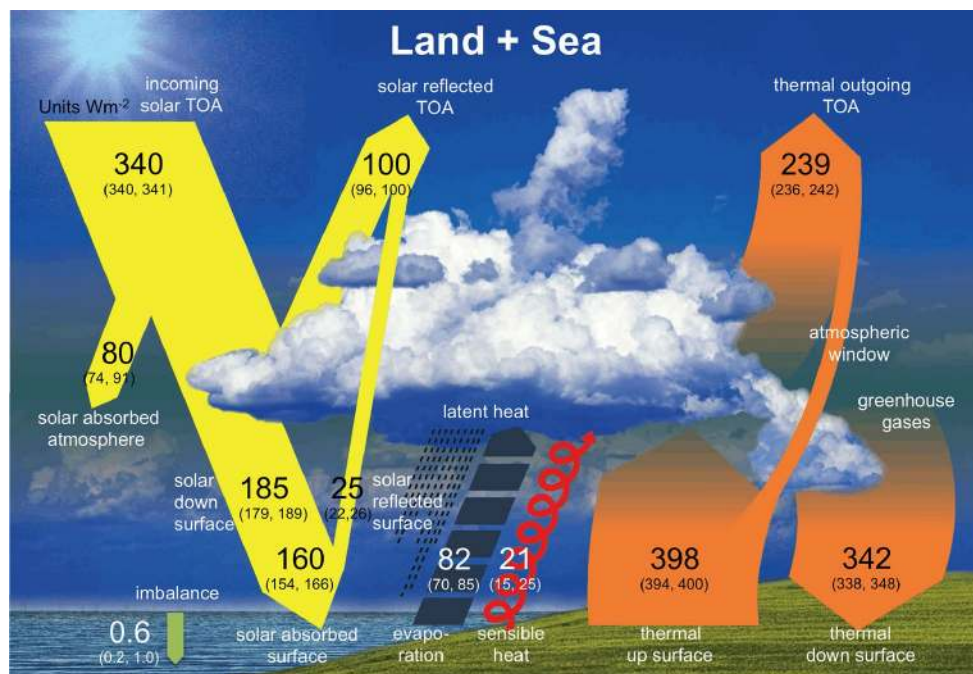 Land + Sea
Units Wm-2
incoming
solar TOA
340
(340, 341)
solar reflected
TOA
100
(96, 100)
thermal outgoing
TOA
239
(236, 242)
80
(74, 91)
solar absorbed
atmosphere
atmospheric
window
greenhouse
gases
latent heat
solar
down
surface
185
(179, 189)
25
(22,26)
solar
reflected
surface
160
(154, 166)
82
(70, 85)
21
(15, 25)
398
(394, 400)
342
(338, 348)
imbalance
0.6
(0.2, 1.0)
solar absorbed
surface
evapo-
ration
sensible
heat
thermal
up surface
thermal
down surface